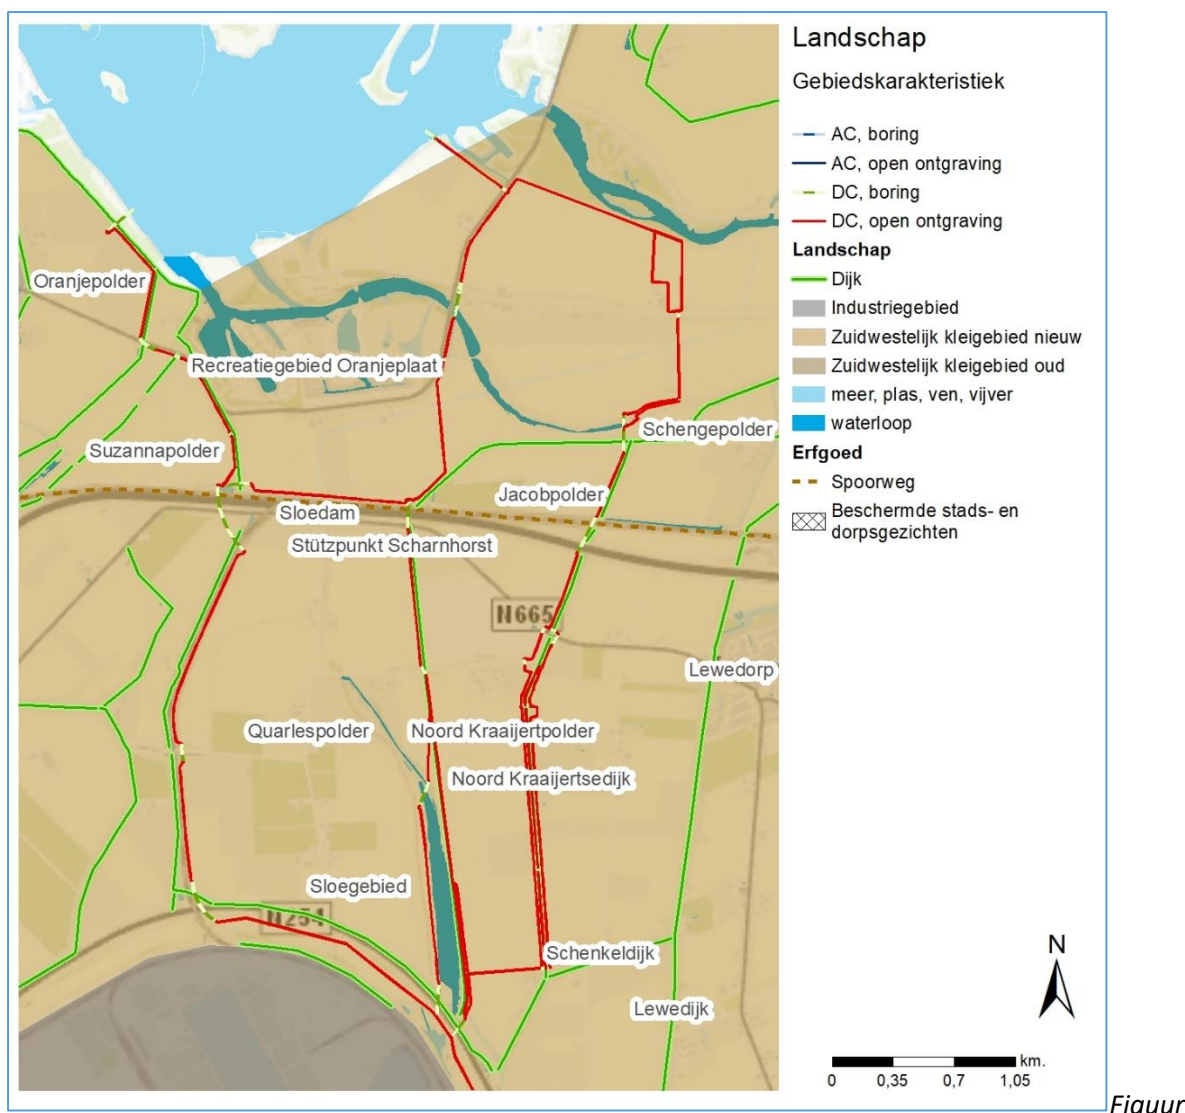 Landschap
Gebiedskarakteristiek
AC, boring
AC, open ontgraving
DC, boring
DC, open ontgraving
Landschap
Dijk
Industriegebied
Zuidwestelijk kleigebied nieuw
Zuidwestelijk kleigebied oud
meer, plas, ven, vijver
waterloop
Erfgoed
Spoorweg
Beschermde stads- en
dorpsgezichten
Oranjepolder
Recreatiegebied Oranjeplaat
Schengepolder
Suzannapolder
Jacobpolder
Sloedam
Stützpunkt Scharnhorst
N665
Lewedorp
Quarlespolder
Noord Kraaijertpolder
Noord Kraaijertsedijk
Sloegebied
N254
Schenkeldijk
Lewedijk
N
km.
0 0,35 0,7 1,05
Figuur